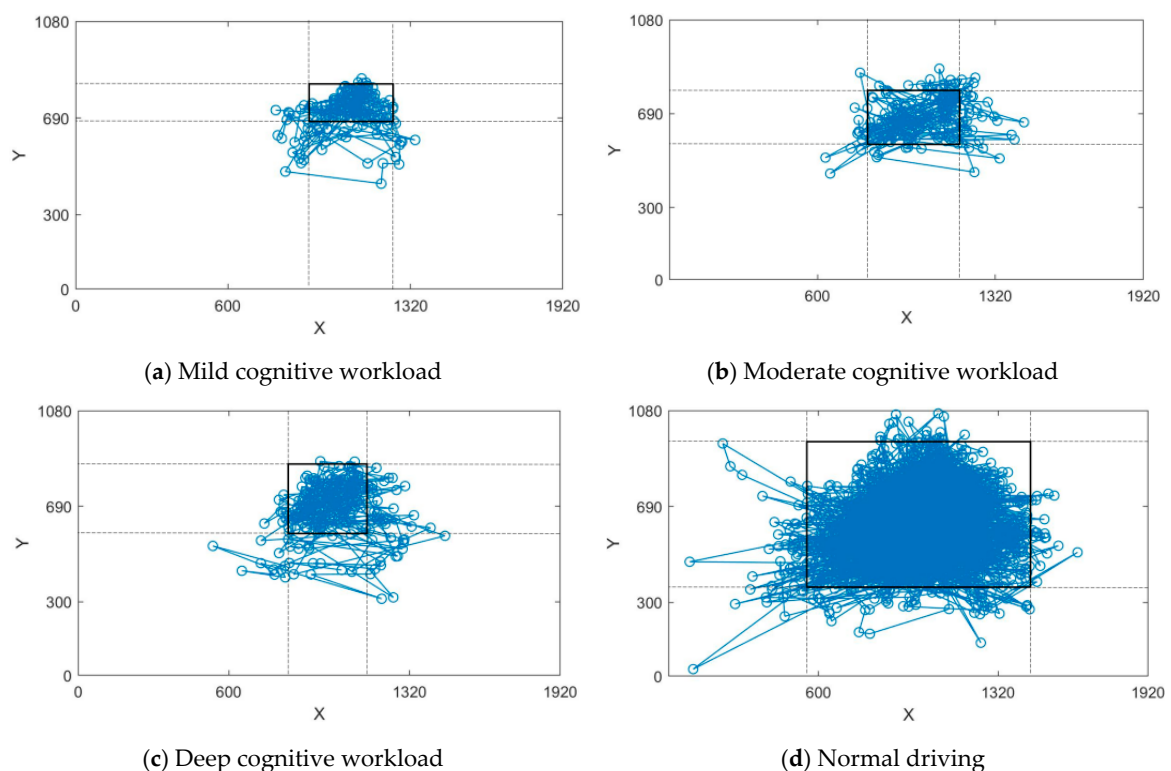 1080
690
300
0
Y
0
600
1320
1920
X
(a) Mild cognitive workload
1080
690
300
0
Y
600
1320
1920
X
(b) Moderate cognitive workload
1080
690
300
0
Y
0
600
1320
1920
X
(c) Deep cognitive workload
1080
690
300
0
Y
600
1320
1920
X
(d) Normal driving